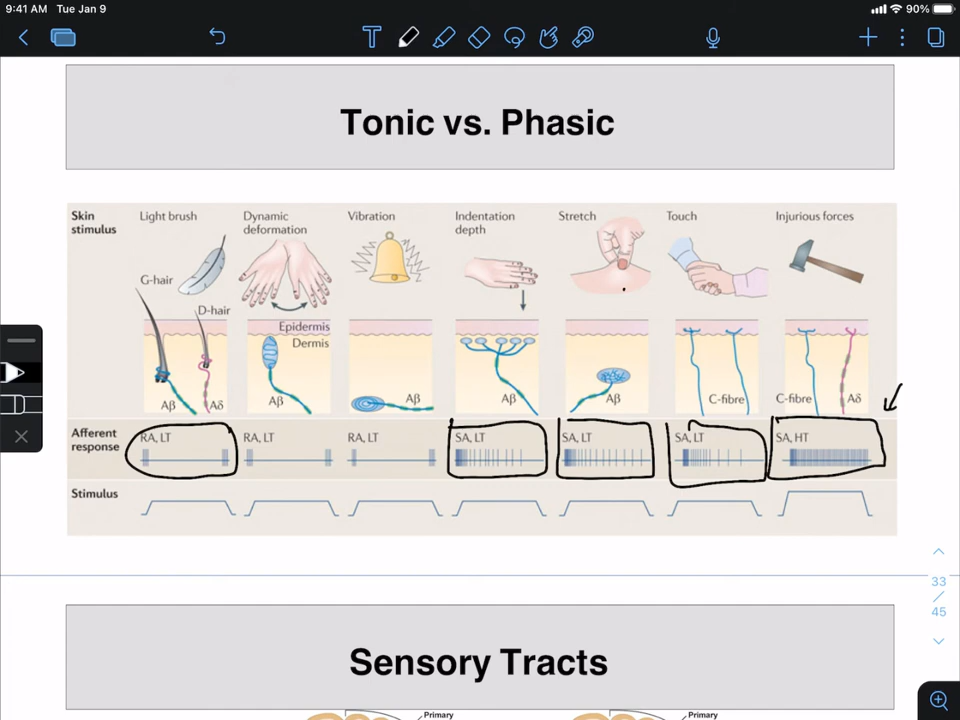 9:41 AM Tue Jan 9
90%
Tonic vs. Phasic
Skin
stimulus
Light brush
Dynamic
deformation
Vibration
Indentation
depth
Stretch
Touch
Injurious forces
G-hair
D-hair
Epidermis
Dermis
Aβ
Aδ
Aβ
Aβ
Aβ
Aβ
C-fibre
C-fibre
Aδ
Afferent
response
RA, LT
RA, LT
RA, LT
SA, LT
SA, LT
SA, LT
SA, HT
Stimulus
33
/
45
Sensory Tracts
Primary
Primary